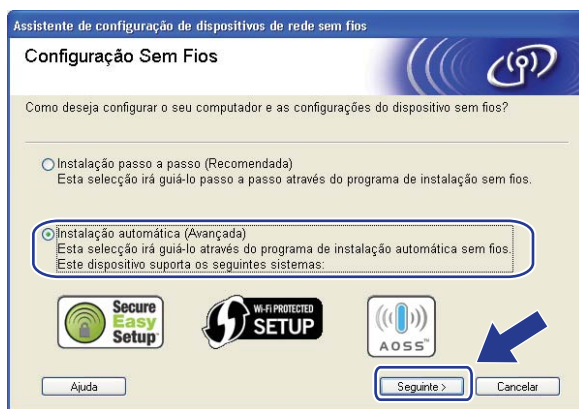 Assistente de configuração de dispositivos de rede sem fios
Configuração Sem Fios
Como deseja configurar o seu computador e as configurações do dispositivo sem fios?
Instalação passo a passo (Recomendada)
Esta selecção irá guiá-lo passo a passo através do programa de instalação sem fios.
Instalação automática (Avançada)
Esta selecção irá guiá-lo através do programa de instalação automática sem fios.
Este dispositivo suporta os seguintes sistemas:
Secure
Easy
Setup
WI-FI PROTECTED
SETUP
AOSS™
Ajuda
Seguinte >
Cancelar